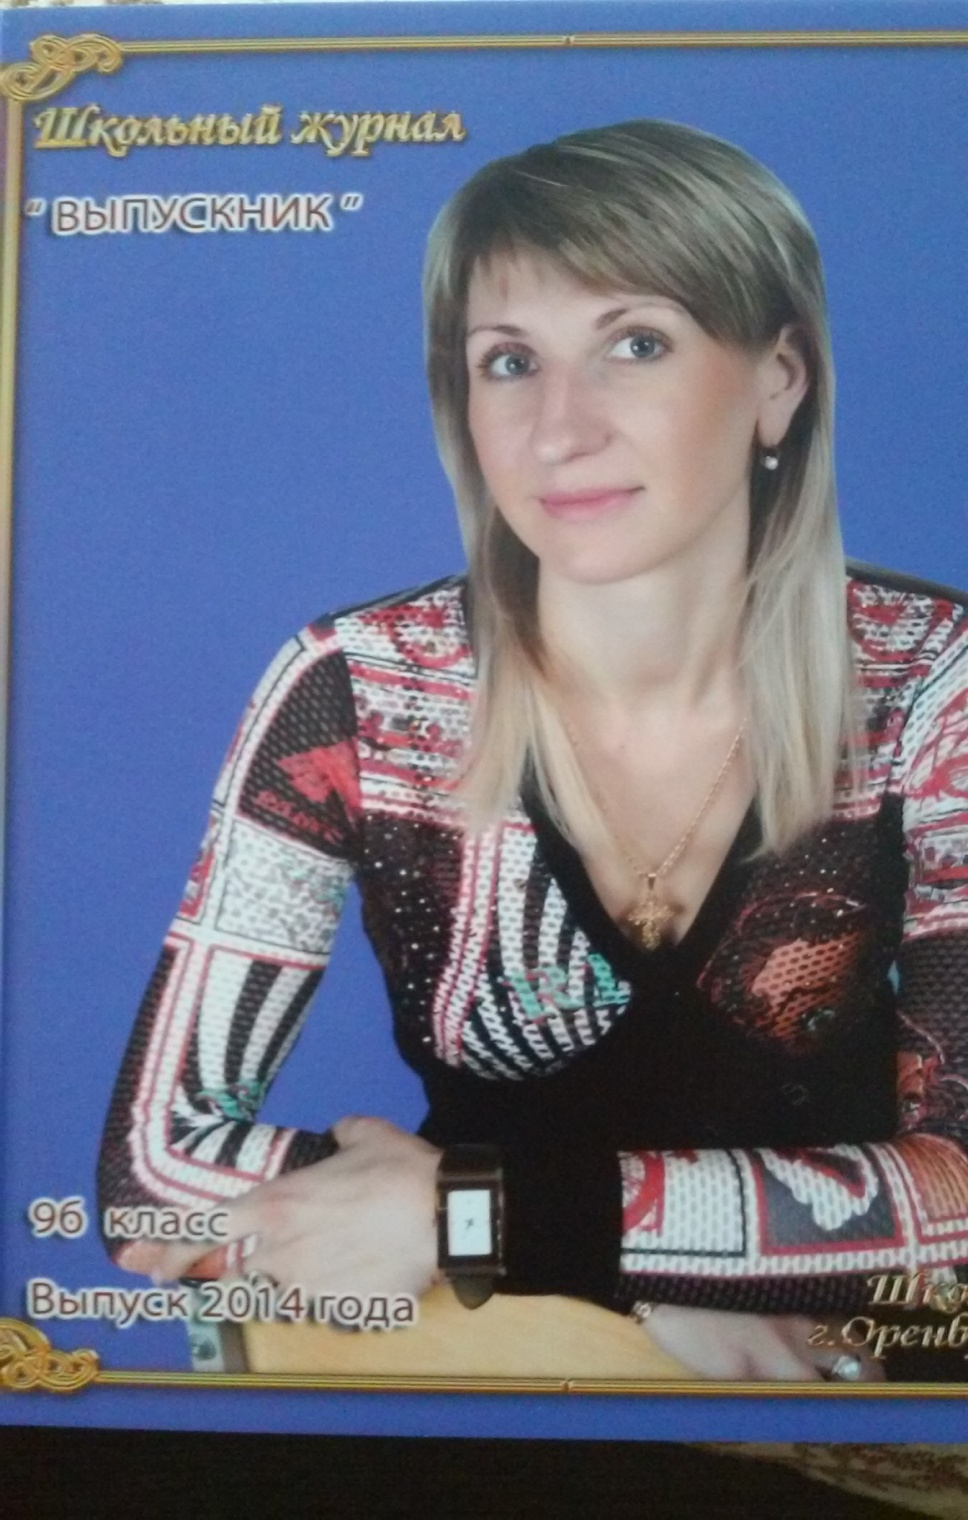 Школьный журнал
" ВЫПУСКНИК "
9б класс
Выпуск 2014 года
г.